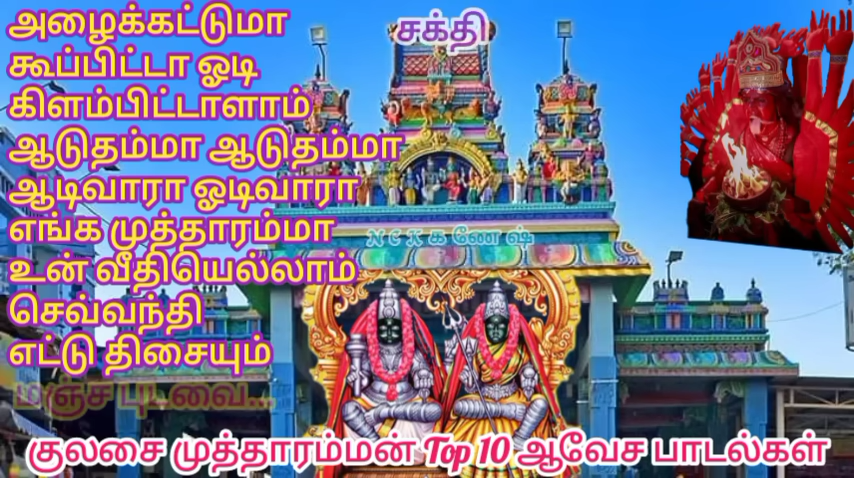 சக்தி
அழைக்கட்டுமா
கூப்பிட்டா ஓடி
கிளம்பிட்டாளாம்
ஆடுதம்மா ஆடுதம்மா
ஆடிவாரா ஓடிவாரா
எங்க முத்தாரம்மா
உன் வீதியெல்லாம்
செவ்வந்தி
எட்டு திசையும்
மஞ்ச புடவை...
N C K க ணே ஷ்
குலசை முத்தாரம்மன் Top 10 ஆவேச பாடல்கள்